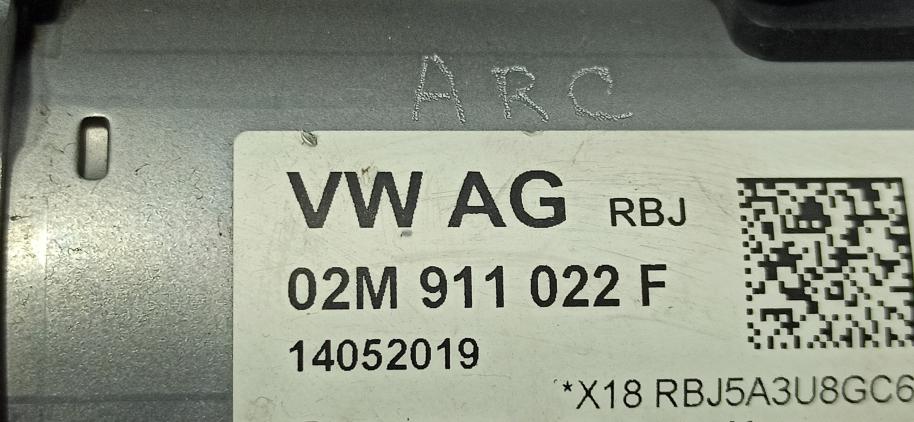 ARC
VW AG RBJ
02M 911 022 F
14052019
*X18 RBJ5A3U8GC6